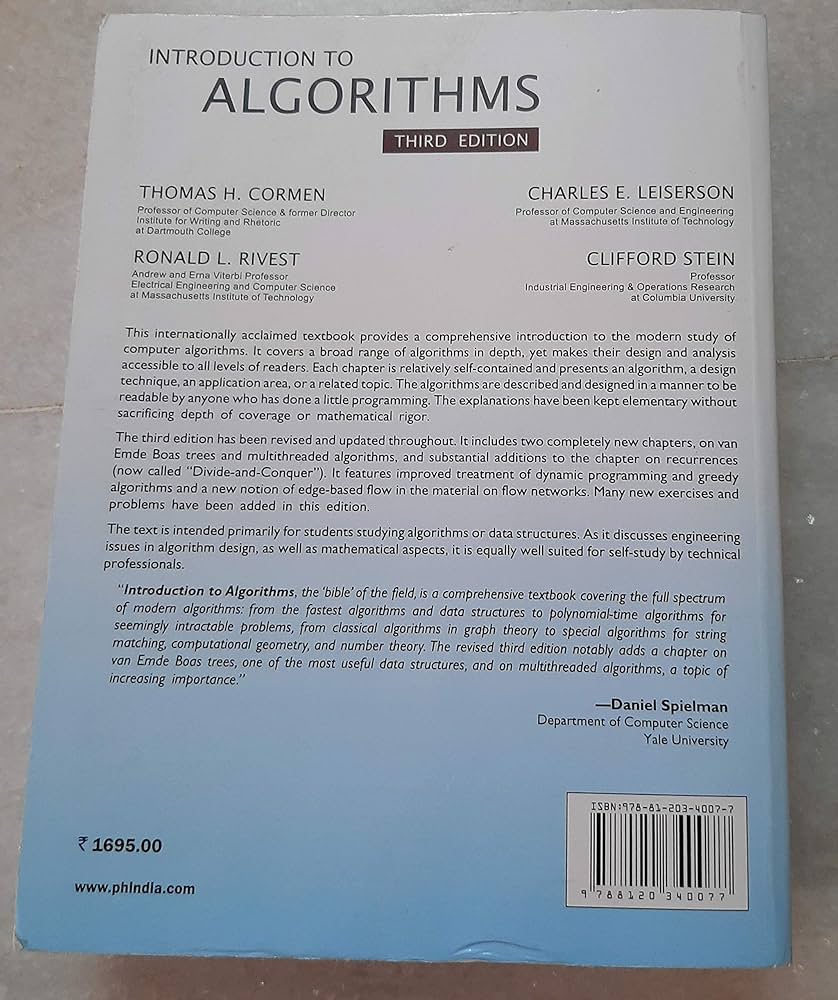 INTRODUCTION TO
ALGORITHMS
THIRD EDITION
THOMAS H. CORMEN
Professor of Computer Science & former Director
Institute for Writing and Rhetoric
at Dartmouth College
CHARLES E. LEISERSON
Professor of Computer Science and Engineering
at Massachusetts Institute of Technology
RONALD L. RIVEST
Andrew and Erna Viterbi Professor
Electrical Engineering and Computer Science
at Massachusetts Institute of Technology
CLIFFORD STEIN
Professor
Industrial Engineering & Operations Research
at Columbia University
This internationally acclaimed textbook provides a comprehensive introduction to the modern study of
computer algorithms. It covers a broad range of algorithms in depth, yet makes their design and analysis
accessible to all levels of readers. Each chapter is relatively self-contained and presents an algorithm, a design
technique, an application area, or a related topic. The algorithms are described and designed in a manner to be
readable by anyone who has done a little programming. The explanations have been kept elementary without
sacrificing depth of coverage or mathematical rigor.
The third edition has been revised and updated throughout. It includes two completely new chapters, on van
Emde Boas trees and multithreaded algorithms, and substantial additions to the chapter on recurrences
(now called "Divide-and-Conquer"). It features improved treatment of dynamic programming and greedy
algorithms and a new notion of edge-based flow in the material on flow networks. Many new exercises and
problems have been added in this edition.
The text is intended primarily for students studying algorithms or data structures. As it discusses engineering
issues in algorithm design, as well as mathematical aspects, it is equally well suited for self-study by technical
professionals.
"Introduction to Algorithms, the 'bible' of the field, is a comprehensive textbook covering the full spectrum
of modern algorithms: from the fastest algorithms and data structures to polynomial-time algorithms for
seemingly intractable problems, from classical algorithms in graph theory to special algorithms for string
matching, computational geometry, and number theory. The revised third edition notably adds a chapter on
van Emde Boas trees, one of the most useful data structures, and on multithreaded algorithms, a topic of
increasing importance."
—Daniel Spielman
Department of Computer Science
Yale University
ISBN:978-81-203-4007-7
9 788120 340077
₹ 1695.00
www.phindia.com